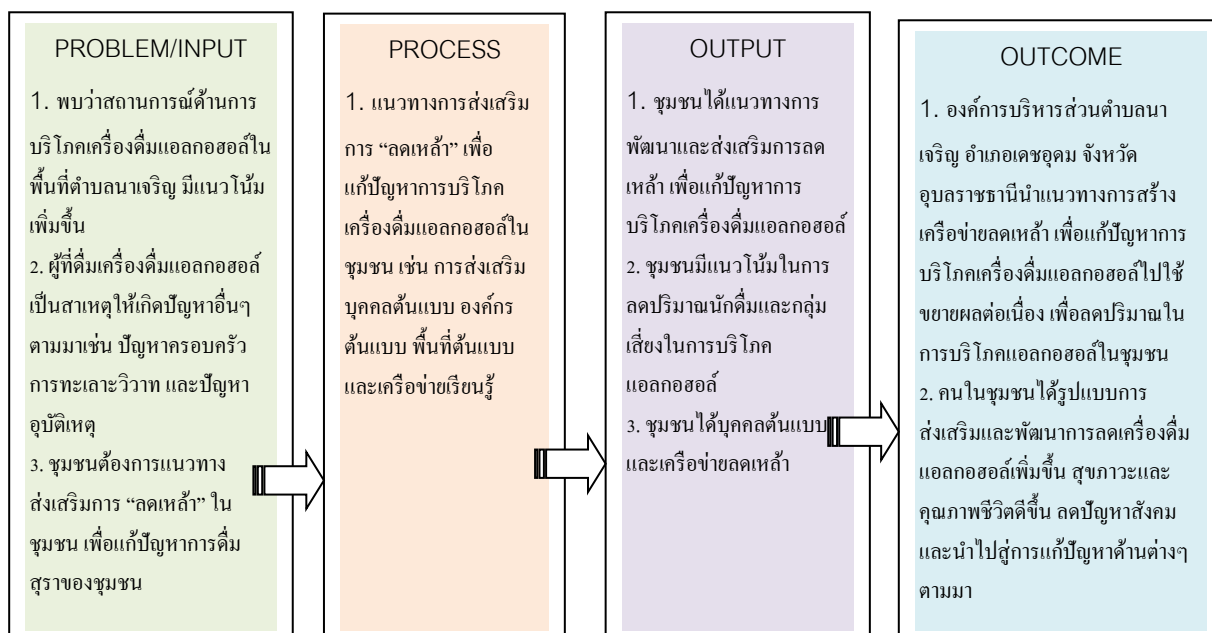 PROBLEM/INPUT
1. พบว่าสถานการณ์ด้านการ
บริโภคเครื่องดื่มแอลกอฮอล์ใน
พื้นที่ตำบลนาเจริญ มีแนวโน้ม
เพิ่มขึ้น
2. ผู้ที่ดื่มเครื่องดื่มแอลกอฮอล์
เป็นสาเหตุให้เกิดปัญหาอื่นๆ
ตามมาเช่น ปัญหาครอบครัว
การทะเลาะวิวาท และปัญหา
อุบัติเหตุ
3. ชุมชนต้องการแนวทาง
ส่งเสริมการ “ลดเหล้า” ใน
ชุมชน เพื่อแก้ปัญหาการดื่ม
สุราของชุมชน
PROCESS
1. แนวทางการส่งเสริม
การ “ลดเหล้า” เพื่อ
แก้ปัญหาการบริโภค
เครื่องดื่มแอลกอฮอล์ใน
ชุมชน เช่น การส่งเสริม
บุคคลต้นแบบ องค์กร
ต้นแบบ พื้นที่ต้นแบบ
และเครือข่ายเรียนรู้
OUTPUT
1. ชุมชนได้แนวทางการ
พัฒนาและส่งเสริมการลด
เหล้า เพื่อแก้ปัญหาการ
บริโภคเครื่องดื่มแอลกอฮอล์
2. ชุมชนมีแนวโน้มในการ
ลดปริมาณนักดื่มและกลุ่ม
เสี่ยงในการบริโภค
แอลกอฮอล์
3. ชุมชนได้บุคคลต้นแบบ
และเครือข่ายลดเหล้า
OUTCOME
1. องค์การบริหารส่วนตำบลนา
เจริญ อำเภอเดชอุดม จังหวัด
อุบลราชธานีนำแนวทางการสร้าง
เครือข่ายลดเหล้า เพื่อแก้ปัญหาการ
บริโภคเครื่องดื่มแอลกอฮอล์ไปใช้
ขยายผลต่อเนื่อง เพื่อลดปริมาณใน
การบริโภคแอลกอฮอล์ในชุมชน
2. คนในชุมชนได้รูปแบบการ
ส่งเสริมและพัฒนาการลดเครื่องดื่ม
แอลกอฮอล์เพิ่มขึ้น สุขภาวะและ
คุณภาพชีวิตดีขึ้น ลดปัญหาสังคม
และนำไปสู่การแก้ปัญหาด้านต่างๆ
ตามมา